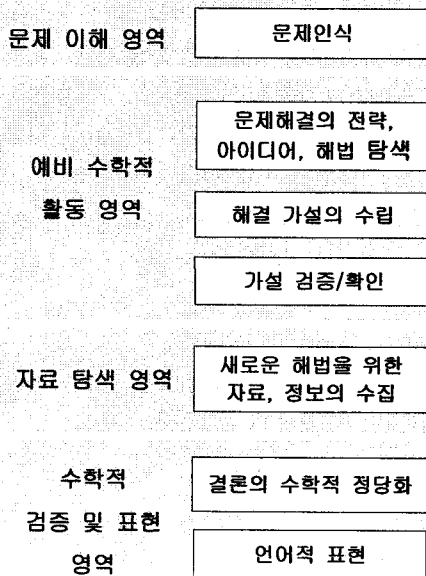 문제 이해 영역
문제인식
예비 수학적
활동 영역
문제해결의 전략,
아이디어, 해법 탐색
해결 가설의 수립
가설 검증/확인
자료 탐색 영역
새로운 해법을 위한
자료, 정보의 수집
수학적
검증 및 표현
영역
결론의 수학적 정당화
언어적 표현